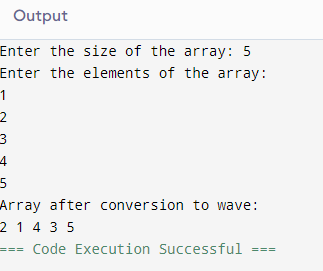 Output
Enter the size of the array: 5
Enter the elements of the array:
1
2
3
4
5
Array after conversion to wave:
2 1 4 3 5
=== Code Execution Successful ===